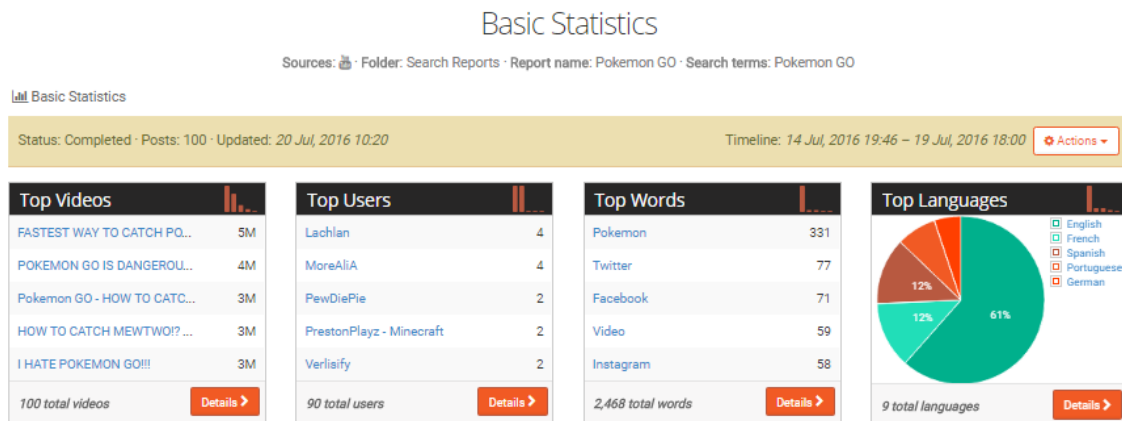 Basic Statistics
Sources: · Folder: Search Reports · Report name: Pokemon GO · Search terms: Pokemon GO
Basic Statistics
Status: Completed · Posts: 100 · Updated: 20 Jul, 2016 10:20
Timeline: 14 Jul, 2016 19:46 – 19 Jul, 2016 18:00
Actions
Top Videos
FASTEST WAY TO CATCH PO... 5M
POKEMON GO IS DANGEROU... 4M
Pokemon GO - HOW TO CATC... 3M
HOW TO CATCH MEWTWO!? ... 3M
I HATE POKEMON GO!!! 3M
100 total videos
Details
Top Users
Lachlan 4
MoreAliA 4
PewDiePie 2
PrestonPlayz - Minecraft 2
Verlisify 2
90 total users
Details
Top Words
Pokemon 331
Twitter 77
Facebook 71
Video 59
Instagram 58
2,468 total words
Details
Top Languages
English
French
Spanish
Portuguese
German
12%
12%
61%
9 total languages
Details